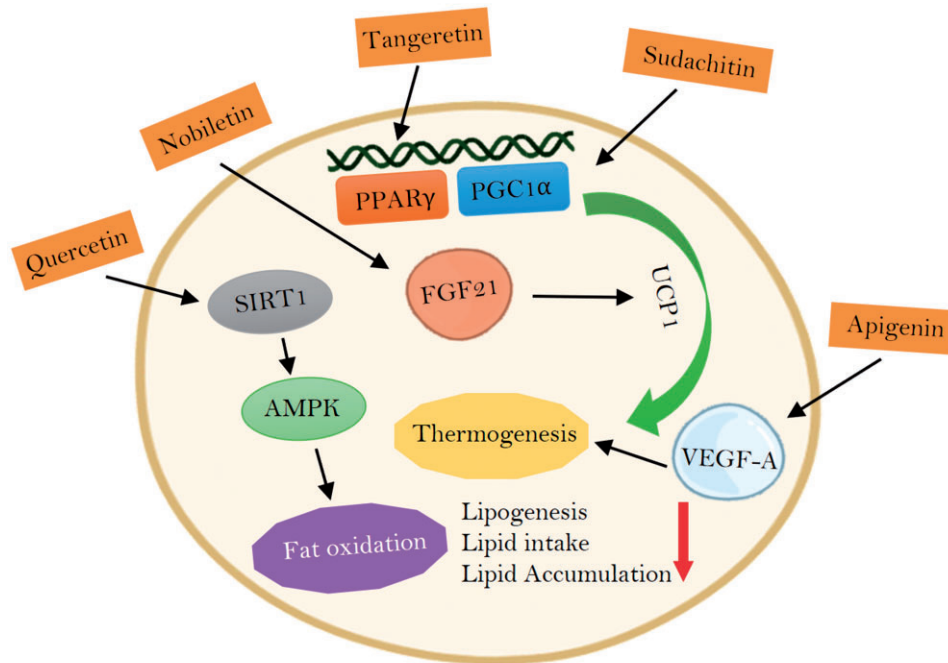 Tangeretin
Sudachitin
Nobiletin
PPARγ
PGC1α
Quercetin
SIRT1
FGF21
UCP1
Apigenin
AMPK
Thermogenesis
VEGF-A
Fat oxidation
Lipogenesis
Lipid intake
Lipid Accumulation